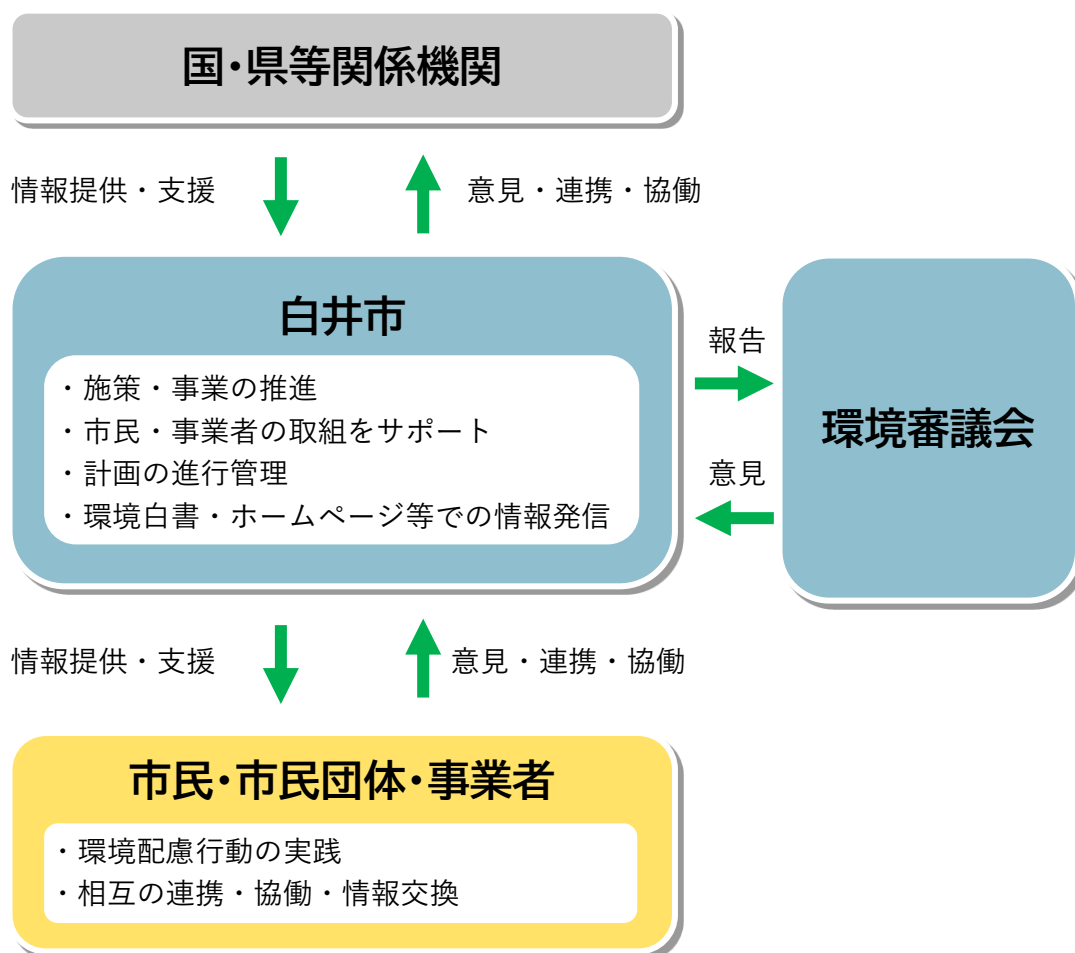 国・県等関係機関
情報提供・支援
意見・連携・協働
白井市
・施策・事業の推進
・市民・事業者の取組をサポート
・計画の進行管理
・環境白書・ホームページ等での情報発信
報告
意見
環境審議会
情報提供・支援
意見・連携・協働
市民・市民団体・事業者
・環境配慮行動の実践
・相互の連携・協働・情報交換